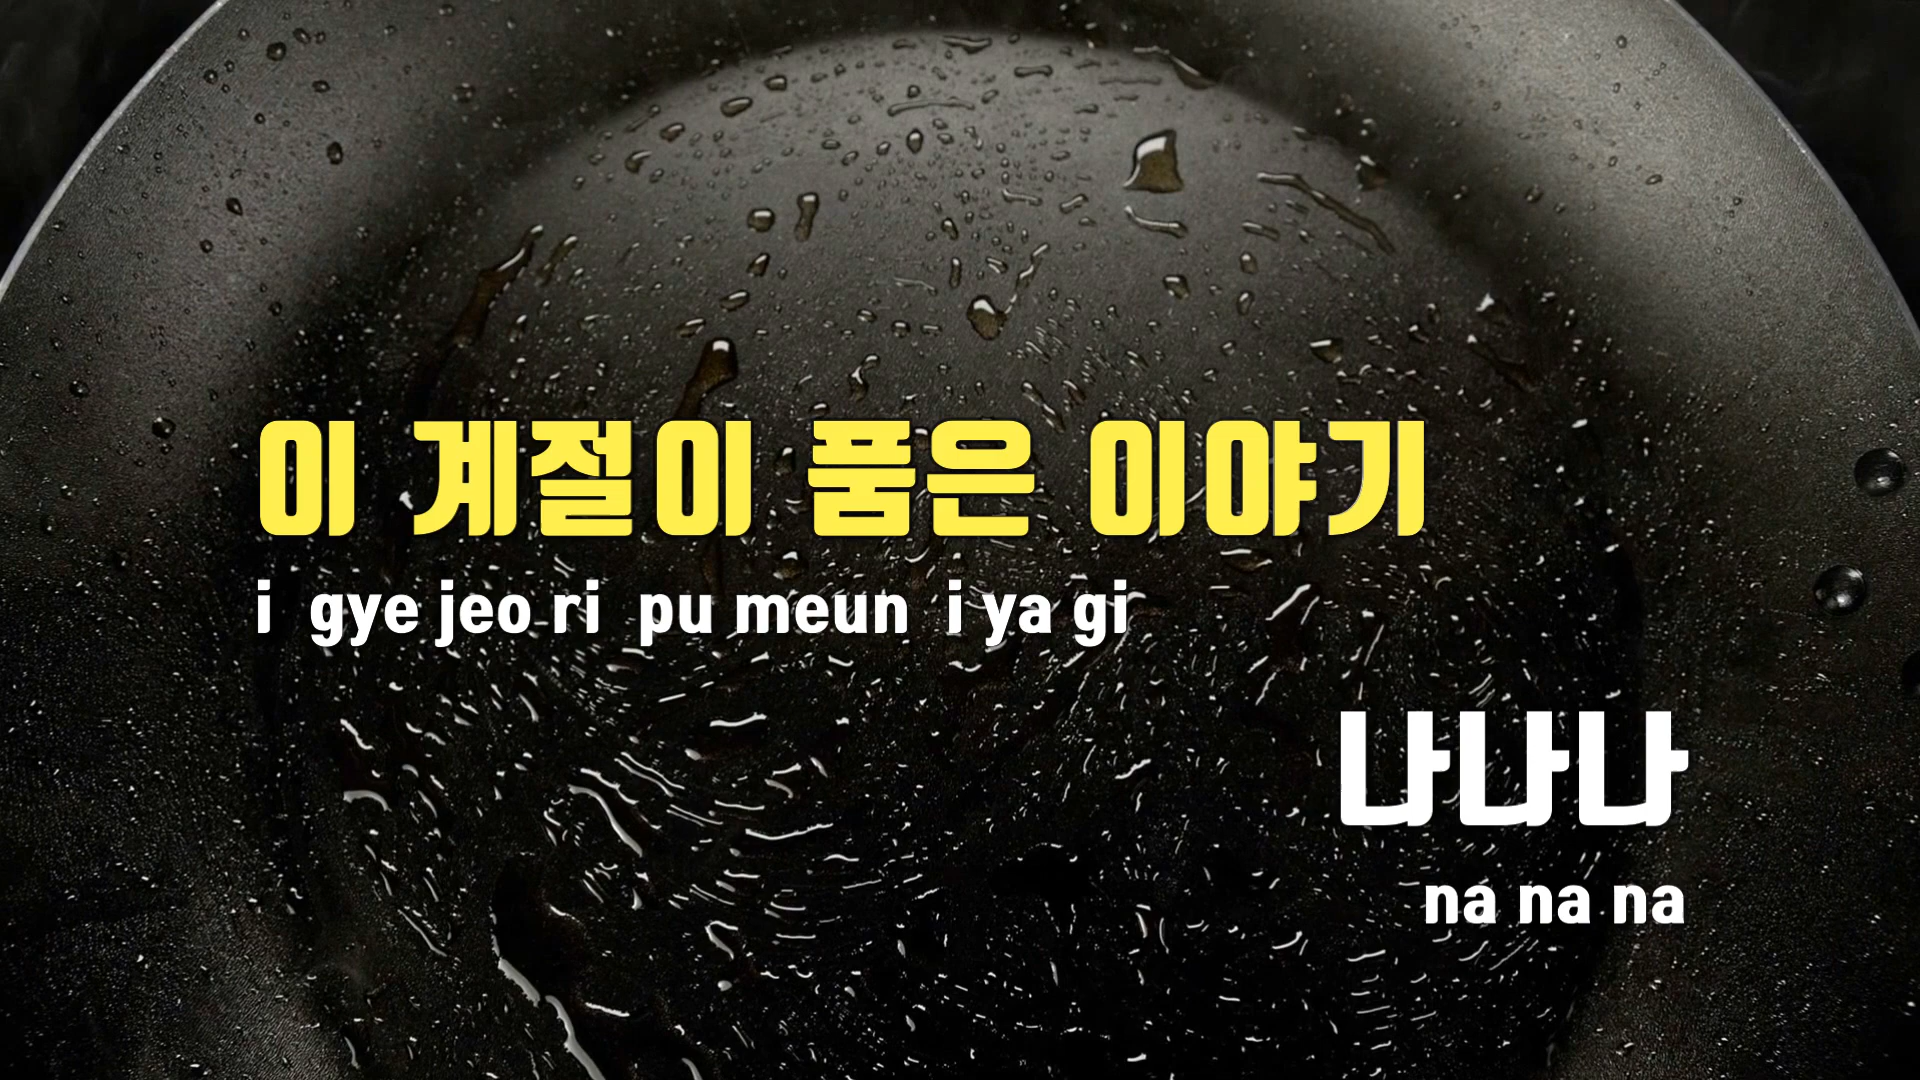 이 계절이 품은 이야기
i gye jeo ri pu meun i ya gi
나나나
na na na